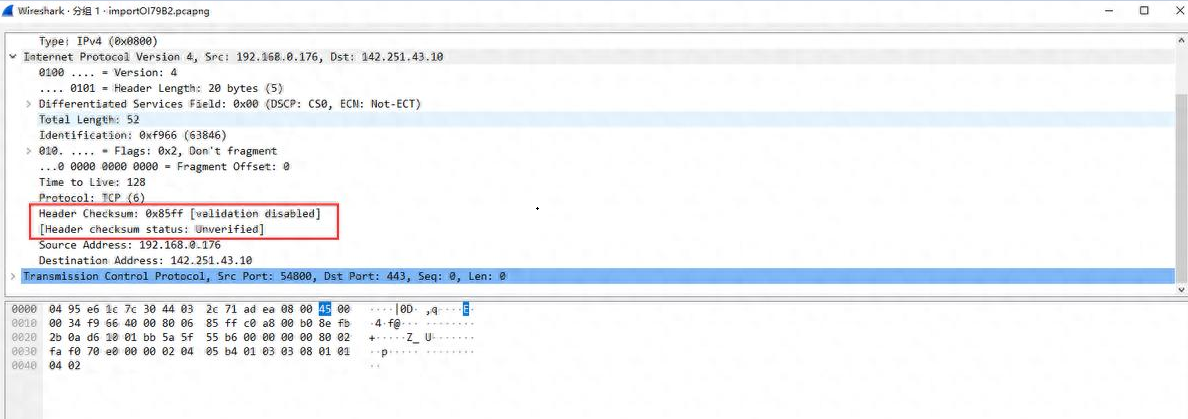 Wireshark · 分组 1 · importOI79B2.pcapng
Type: IPv4 (0x0800)
Internet Protocol Version 4, Src: 192.168.0.176, Dst: 142.251.43.10
0100 .... = Version: 4
.... 0101 = Header Length: 20 bytes (5)
Differentiated Services Field: 0x00 (DSCP: CS0, ECN: Not-ECT)
Total Length: 52
Identification: 0xf966 (63846)
010. .... = Flags: 0x2, Don't fragment
...0 0000 0000 0000 = Fragment Offset: 0
Time to Live: 128
Protocol: TCP (6)
Header Checksum: 0x85ff [validation disabled]
[Header checksum status: Unverified]
Source Address: 192.168.0.176
Destination Address: 142.251.43.10
Transmission Control Protocol, Src Port: 54800, Dst Port: 443, Seq: 0, Len: 0
0000 04 95 e6 1c 7c 30 44 03 2c 71 ad ea 08 00 45 00 ····|0D· ,q····E·
0010 00 34 f9 66 40 00 80 06 85 ff c0 a8 00 b0 8e fb ·4·f@··· ········
0020 2b 0a d6 10 01 bb 5a 5f 55 b6 00 00 00 00 80 02 +·····Z_ U·······
0030 fa f0 70 e0 00 00 02 04 05 b4 01 03 03 08 01 01 ··p····· ········
0040 04 02 ··